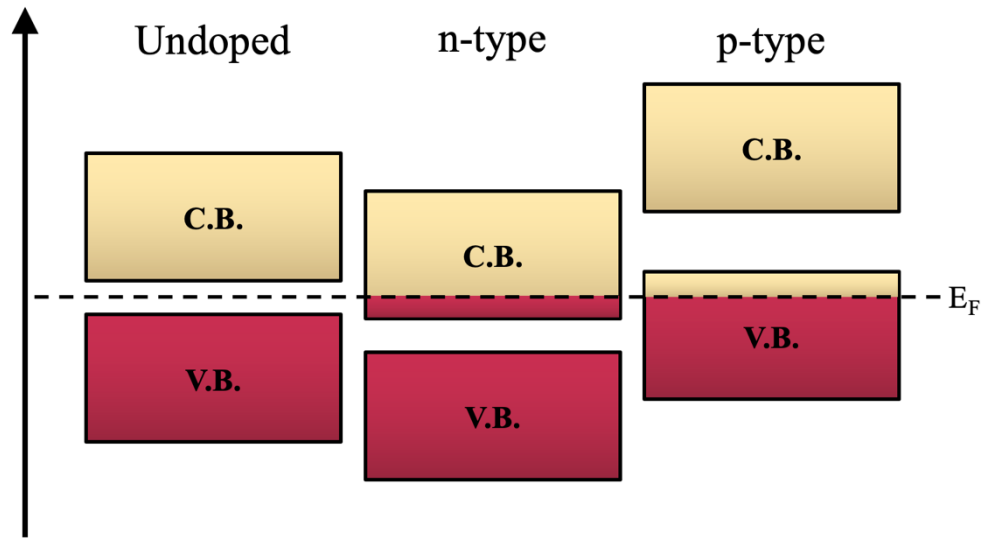 Undoped
n-type
p-type
C.B.
C.B.
C.B.
E_F
V.B.
V.B.
V.B.